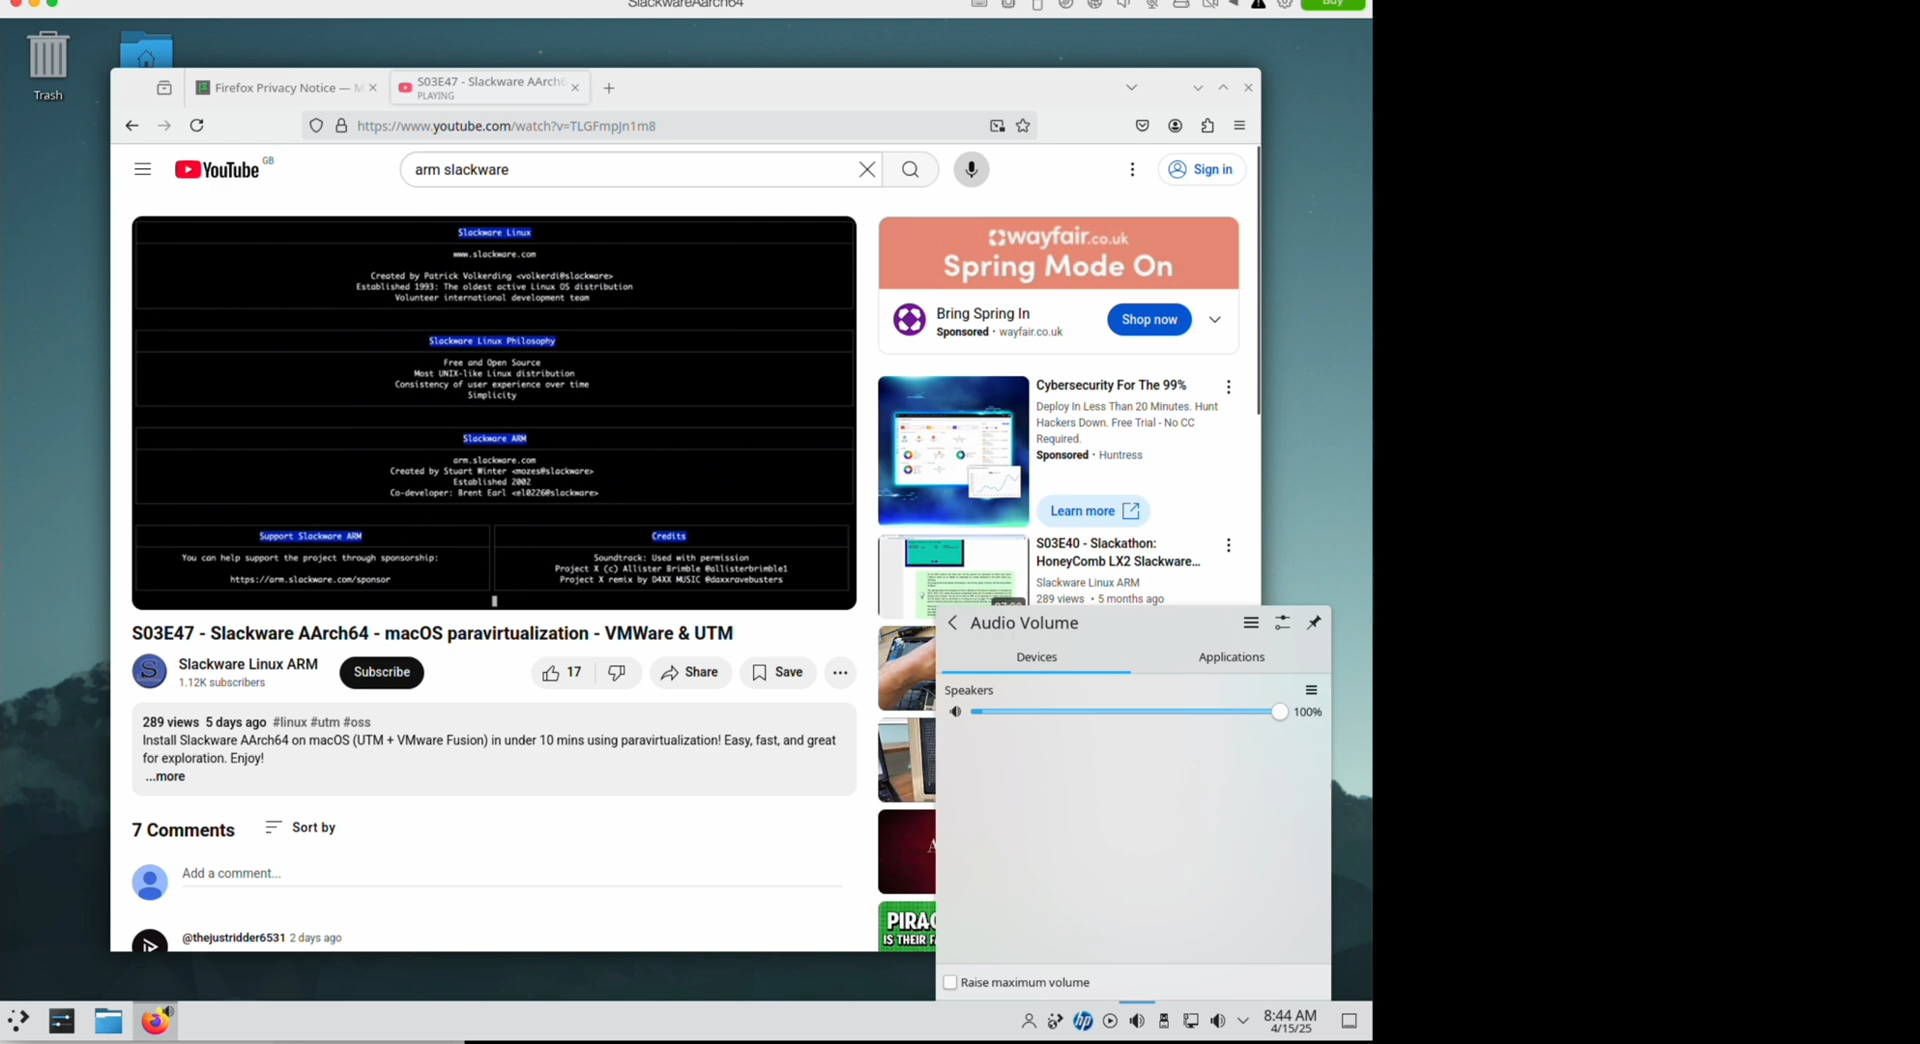 SlackwareAarch64
Buy
Trash
Firefox Privacy Notice — M
S03E47 - Slackware AArch6
PLAYING
https://www.youtube.com/watch?v=TLGFmpJn1m8
YouTube GB
arm slackware
Sign in
Slackware Linux
www.slackware.com
Created by Patrick Volkerding <volkerdi@slackware>
Established 1993: The oldest active Linux OS distribution
Volunteer international development team
Slackware Linux Philosophy
Free and Open Source
Most UNIX-like Linux distribution
Consistency of user experience over time
Simplicity
Slackware ARM
arm.slackware.com
Created by Stuart Winter <mozes@slackware>
Established 2002
Co-developer: Brent Earl <el0226@slackware>
Support Slackware ARM
You can help support the project through sponsorship:
https://arm.slackware.com/sponsor
Credits
Soundtrack: Used with permission
Project X (c) Allister Brimble @allisterbrimble1
Project X remix by D4XX MUSIC @daxxravebusters
wayfair.co.uk
Spring Mode On
Bring Spring In
Sponsored · wayfair.co.uk
Shop now
Cybersecurity For The 99%
Deploy In Less Than 20 Minutes. Hunt
Hackers Down. Free Trial - No CC
Required.
Sponsored · Huntress
Learn more
S03E40 - Slackathon:
HoneyComb LX2 Slackware...
Slackware Linux ARM
289 views • 5 months ago
S03E47 - Slackware AArch64 - macOS paravirtualization - VMWare & UTM
Slackware Linux ARM
1.12K subscribers
Subscribe
17
Share
Save
289 views 5 days ago #linux #utm #oss
Install Slackware AArch64 on macOS (UTM + VMware Fusion) in under 10 mins using paravirtualization! Easy, fast, and great
for exploration. Enjoy!
...more
7 Comments
Sort by
Add a comment...
@thejustridder6531 2 days ago
PIRAC
IS THEIR FA
Audio Volume
Devices
Applications
Speakers
100%
Raise maximum volume
hp
8:44 AM
4/15/25